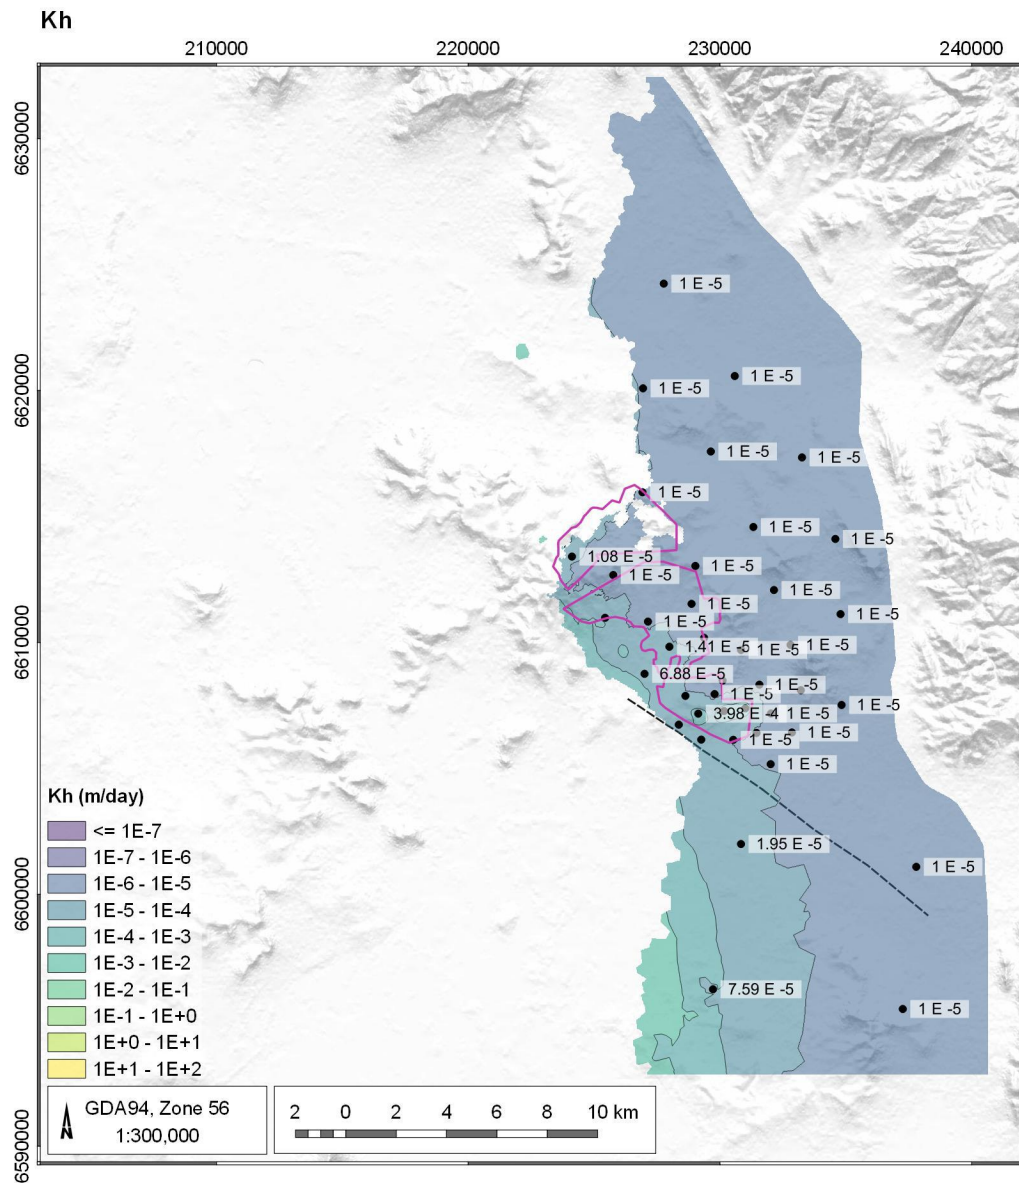 Kh
210000 220000 230000 240000
6630000
6620000
6610000
6600000
6590000
1 E -5
1 E -5
1 E -5
1 E -5
1 E -5
1 E -5
1 E -5
1 E -5
1.08 E -5
1 E -5
1 E -5
1 E -5
1 E -5
1 E -5
1 E -5
1.41 E -5
1 E -5
1 E -5
6.88 E -5
1 E -5
1 E -5
3.98 E -4
1 E -5
1 E -5
1 E -5
1 E -5
1 E -5
1.95 E -5
1 E -5
7.59 E -5
1 E -5
Kh (m/day)
<= 1E-7
1E-7 - 1E-6
1E-6 - 1E-5
1E-5 - 1E-4
1E-4 - 1E-3
1E-3 - 1E-2
1E-2 - 1E-1
1E-1 - 1E+0
1E+0 - 1E+1
1E+1 - 1E+2
N
GDA94, Zone 56
1:300,000
2 0 2 4 6 8 10 km